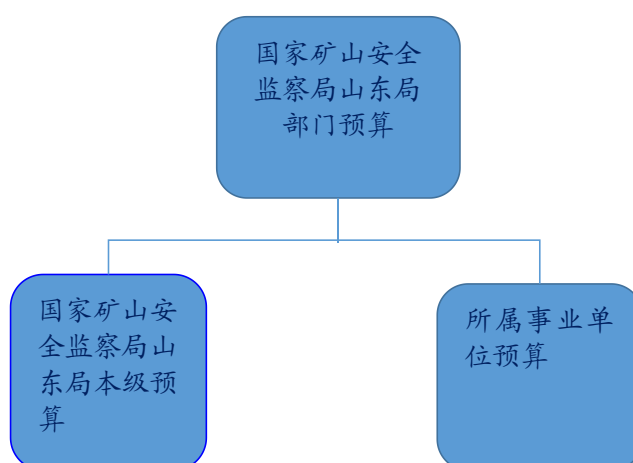 国家矿山安全
监察局山东局
部门预算
国家矿山安
全监察局山
东局本级预
算
所属事业单
位预算